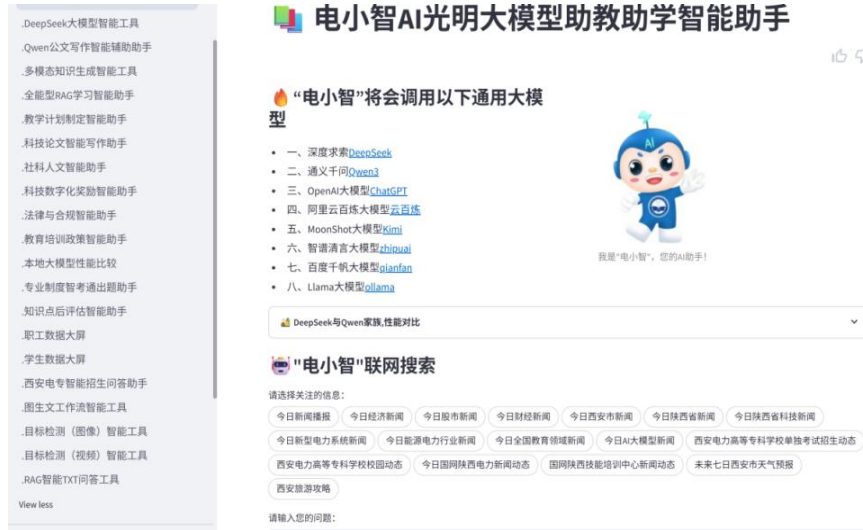 .DeepSeek大模型智能工具
.Qwen公文写作智能辅助助手
.多模态知识生成智能工具
.全能型RAG学习智能助手
.教学计划制定智能助手
.科技论文智能写作助手
.社科人文智能助手
.科技数字化奖励智能助手
.法律与合规智能助手
.教育培训政策智能助手
.本地大模型性能比较
.专业制度智考通出题助手
.知识点后评估智能助手
.职工数据大屏
.学生数据大屏
.西安电专智能招生问答助手
.图生文工作流智能工具
.目标检测（图像）智能工具
.目标检测（视频）智能工具
.RAG智能TXT问答工具
View less
电小智AI光明大模型助教助学智能助手
“电小智”将会调用以下通用大模
型
• 一、深度求索DeepSeek
• 二、通义千问Qwen3
• 三、OpenAI大模型ChatGPT
• 四、阿里云百炼大模型云百炼
• 五、MoonShot大模型Kimi
• 六、智谱清言大模型zhipuai
• 七、百度千帆大模型qianfan
• 八、Llama大模型ollama
AI
我是"电小智"，您的AI助手！
DeepSeek与Qwen家族,性能对比
"电小智"联网搜索
请选择关注的信息：
今日新闻播报 今日经济新闻 今日股市新闻 今日财经新闻 今日西安市新闻 今日陕西省新闻 今日陕西省科技新闻
今日新型电力系统新闻 今日能源电力行业新闻 今日全国教育领域新闻 今日AI大模型新闻 西安电力高等专科学校单独考试招生动态
西安电力高等专科学校校园动态 今日国网陕西电力新闻动态 国网陕西技能培训中心新闻动态 未来七日西安市天气预报
西安旅游攻略
请输入您的问题：